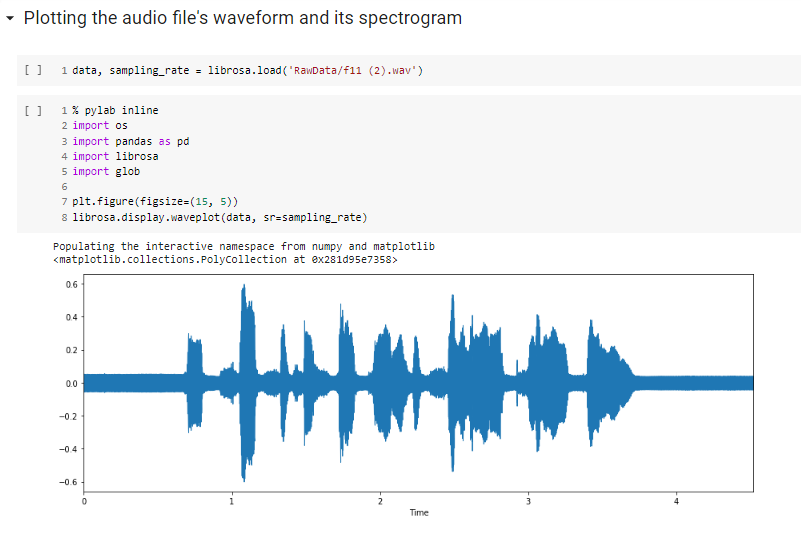 Plotting the audio file's waveform and its spectrogram
[ ] 1 data, sampling_rate = librosa.load('RawData/f11 (2).wav')
[ ] 1 % pylab inline
2 import os
3 import pandas as pd
4 import librosa
5 import glob
6
7 plt.figure(figsize=(15, 5))
8 librosa.display.waveplot(data, sr=sampling_rate)
Populating the interactive namespace from numpy and matplotlib
<matplotlib.collections.PolyCollection at 0x281d95e7358>
0.6
0.4
0.2
0.0
−0.2
−0.4
−0.6
0 1 2 3 4
Time